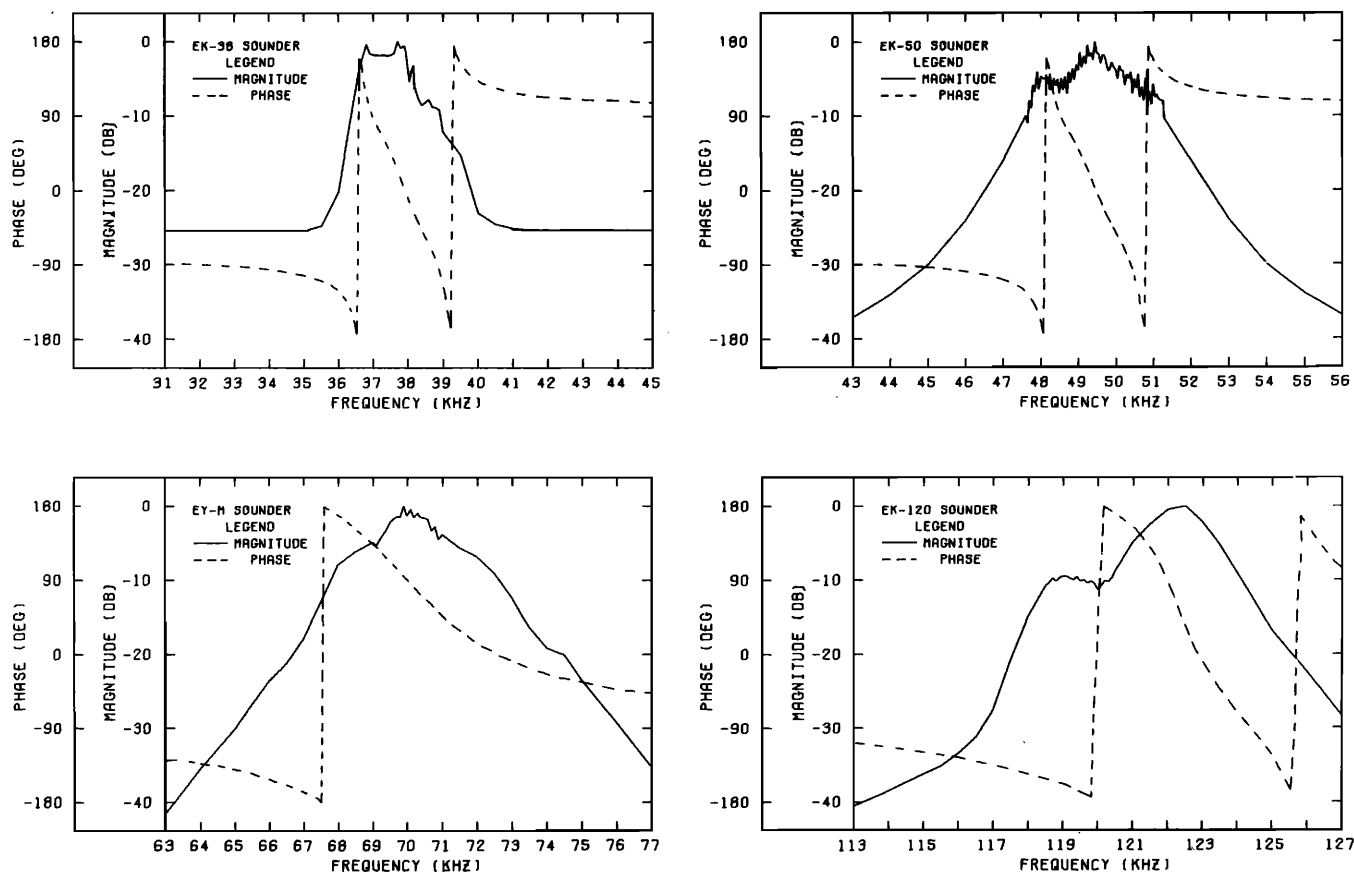 EK-38 SOUNDER
LEGEND
MAGNITUDE
PHASE
180
90
0
-90
-180
PHASE (DEG)
0
-10
-20
-30
-40
MAGNITUDE (DB)
31 32 33 34 35 36 37 38 39 40 41 42 43 44 45
FREQUENCY (KHZ)
EK-50 SOUNDER
LEGEND
MAGNITUDE
PHASE
180
90
0
-90
-180
PHASE (DEG)
0
-10
-20
-30
-40
MAGNITUDE (DB)
43 44 45 46 47 48 49 50 51 52 53 54 55 56
FREQUENCY (KHZ)
EY-M SOUNDER
LEGEND
MAGNITUDE
PHASE
180
90
0
-90
-180
PHASE (DEG)
0
-10
-20
-30
-40
MAGNITUDE (DB)
63 64 65 66 67 68 69 70 71 72 73 74 75 76 77
FREQUENCY (KHZ)
EK-120 SOUNDER
LEGEND
MAGNITUDE
PHASE
180
90
0
-90
-180
PHASE (DEG)
0
-10
-20
-30
-40
MAGNITUDE (DB)
113 115 117 119 121 123 125 127
FREQUENCY (KHZ)